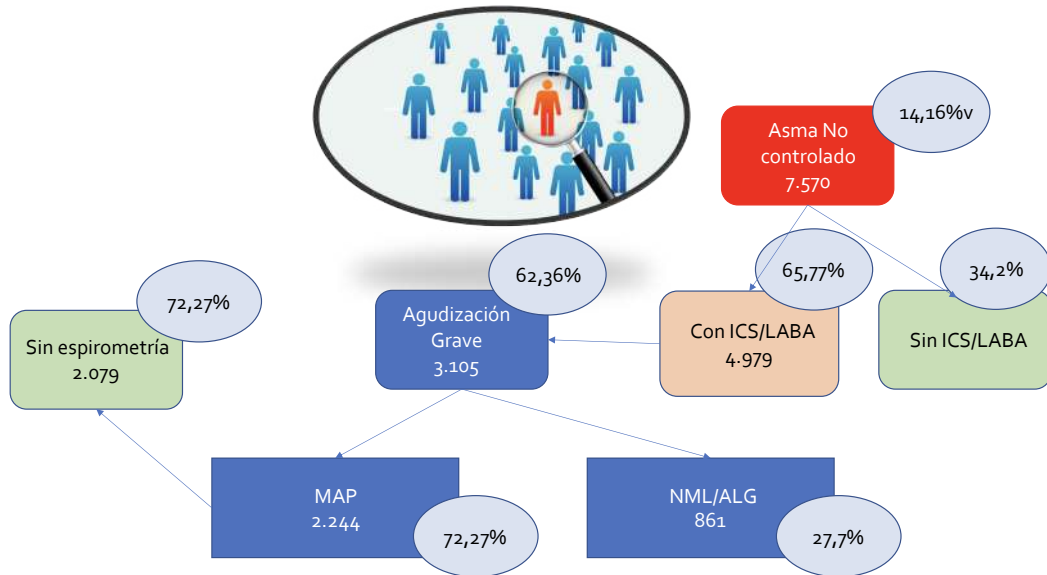 14,16%v
Asma No
controlado
7.570
65,77%
34,2%
62,36%
72,27%
Sin espirometría
2.079
Agudización
Grave
3.105
Con ICS/LABA
4.979
Sin ICS/LABA
MAP
2.244
72,27%
NML/ALG
861
27,7%